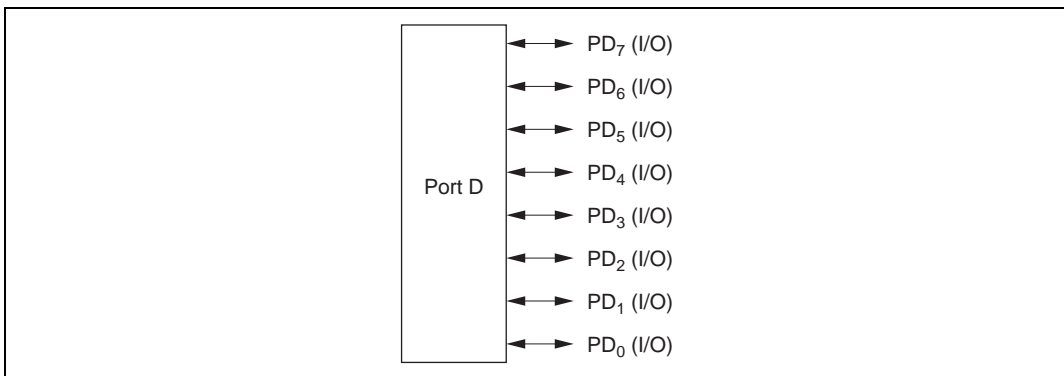 PD₇ (I/O)
PD₆ (I/O)
PD₅ (I/O)
PD₄ (I/O)
Port D
PD₃ (I/O)
PD₂ (I/O)
PD₁ (I/O)
PD₀ (I/O)